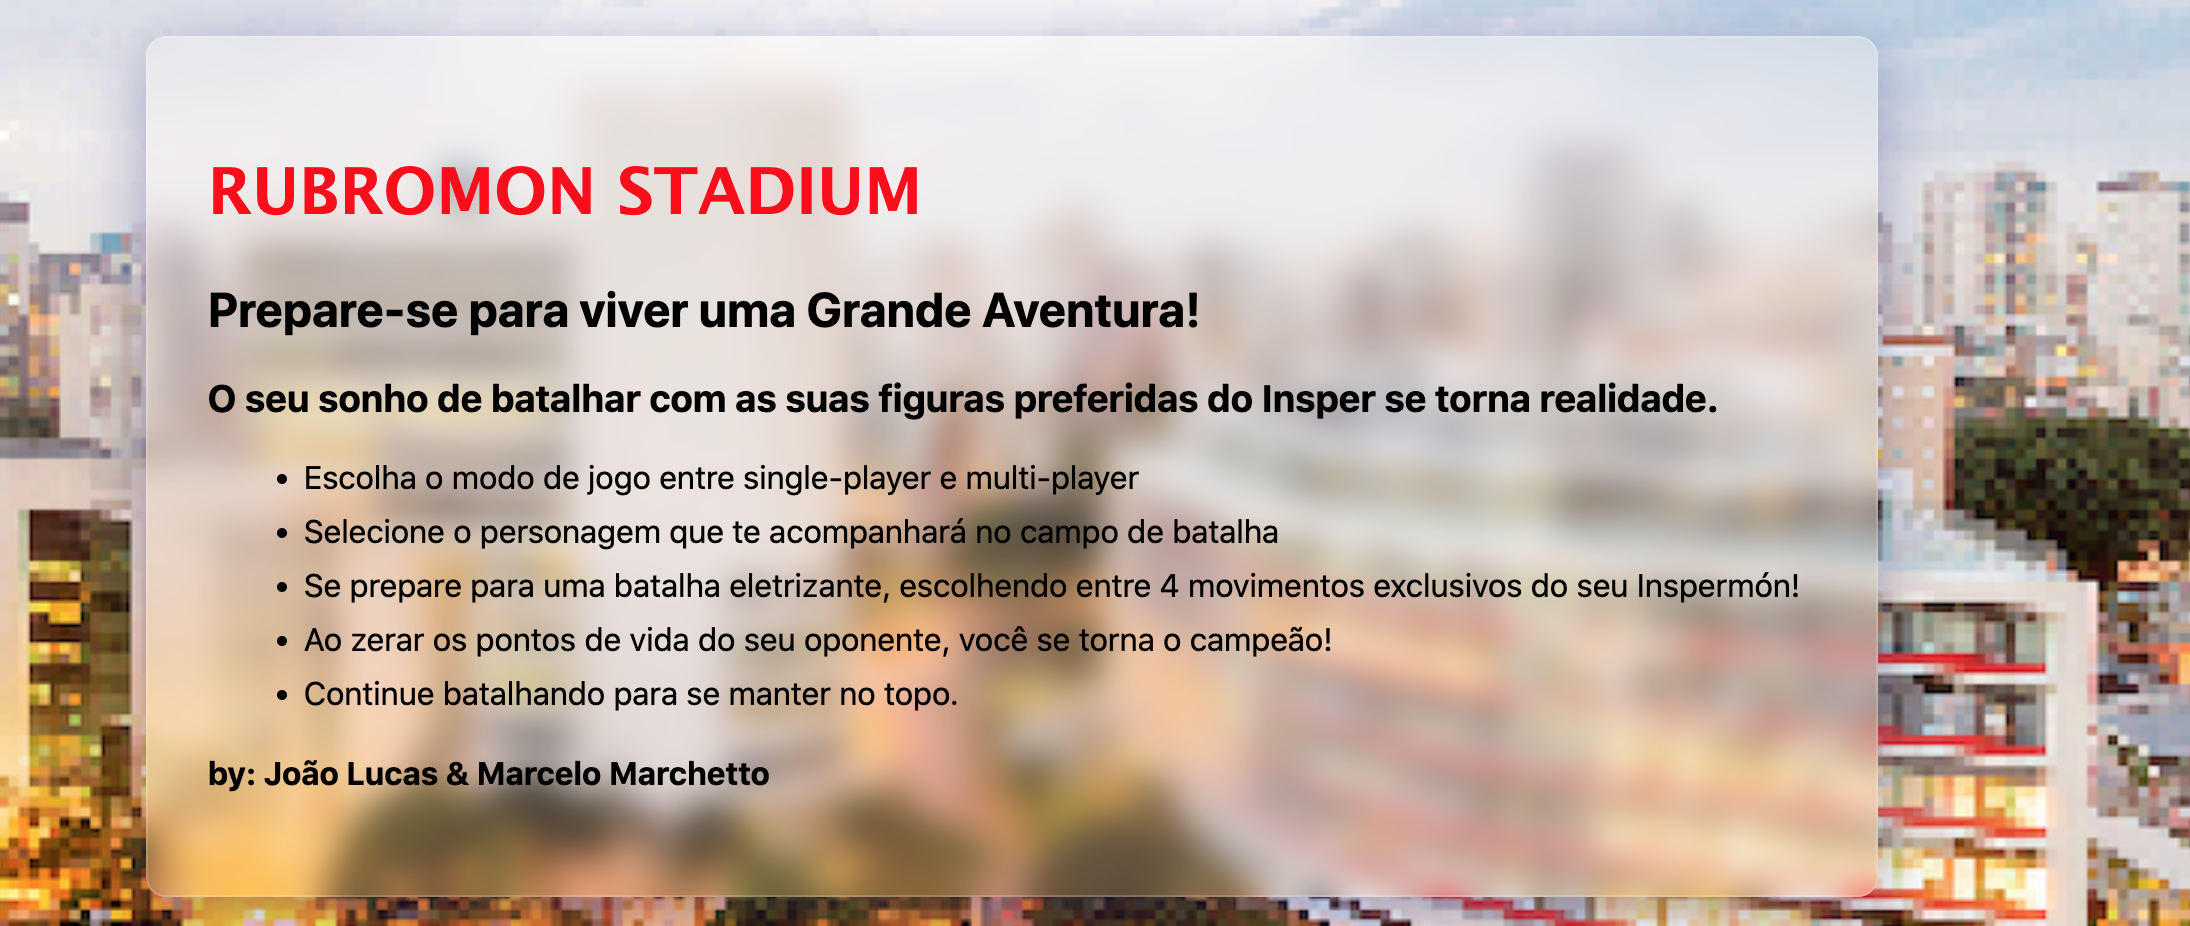 RUBROMON STADIUM
Prepare-se para viver uma Grande Aventura!
O seu sonho de batalhar com as suas figuras preferidas do Insper se torna realidade.
• Escolha o modo de jogo entre single-player e multi-player
• Selecione o personagem que te acompanhará no campo de batalha
• Se prepare para uma batalha eletrizante, escolhendo entre 4 movimentos exclusivos do seu Inspermón!
• Ao zerar os pontos de vida do seu oponente, você se torna o campeão!
• Continue batalhando para se manter no topo.
by: João Lucas & Marcelo Marchetto